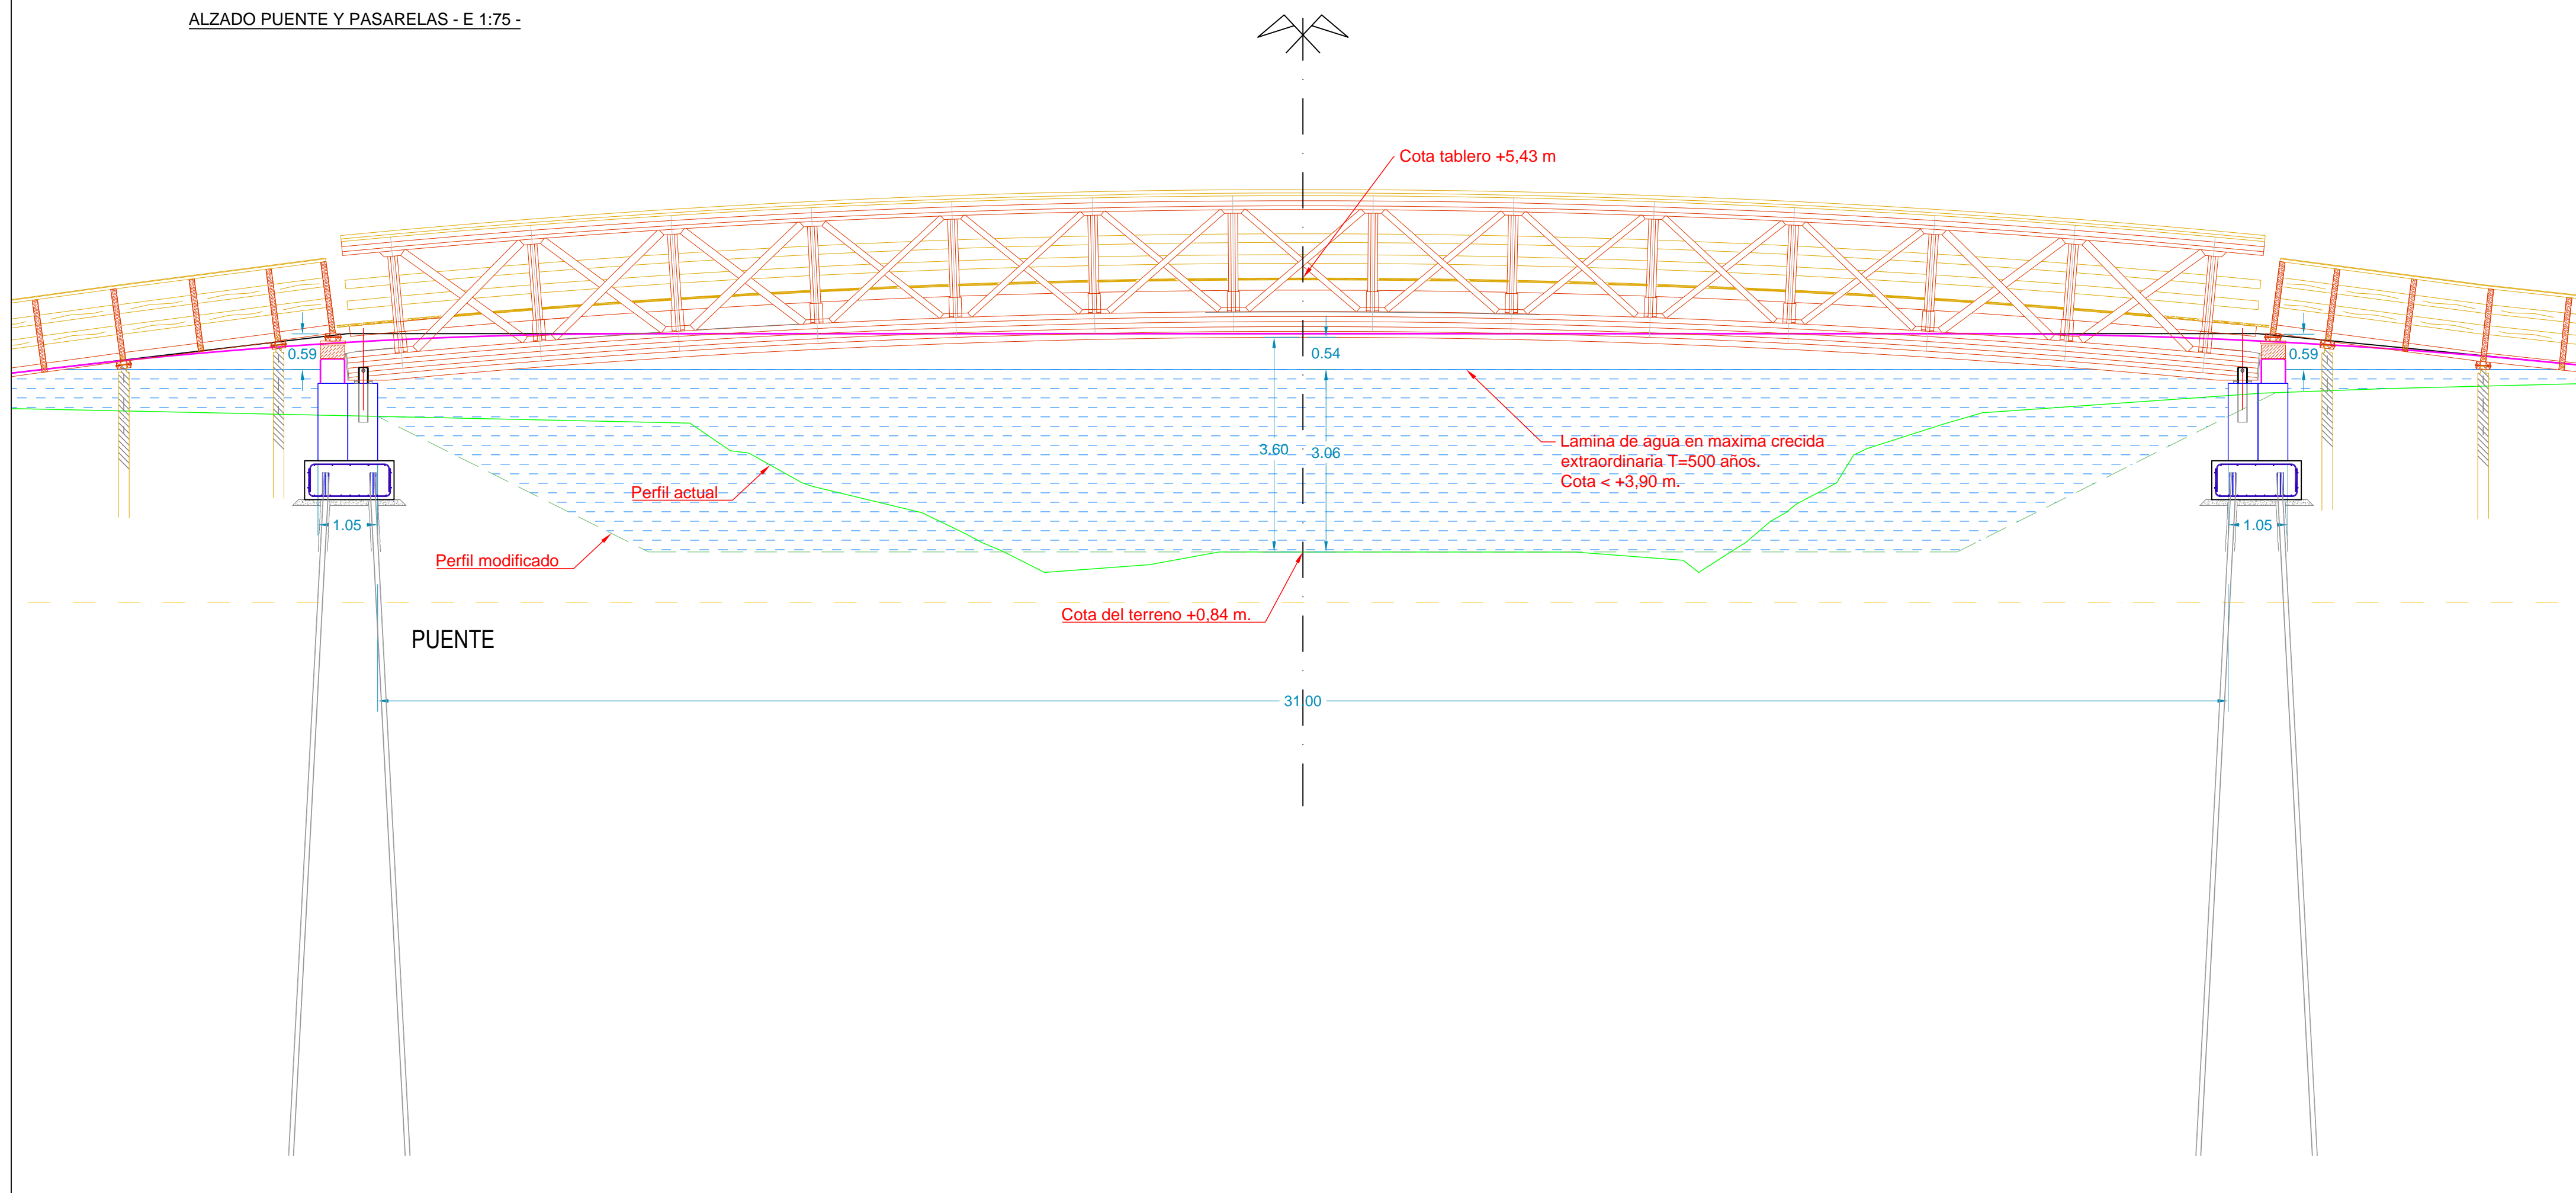 ALZADO PUENTE Y PASARELAS - E 1:75 -
Cota tablero +5,43 m
0.59
0.54
0.59
3.60
3.06
Lamina de agua en maxima crecida
extraordinaria T=500 años.
Cota < +3,90 m.
Perfil actual
1.05
1.05
Perfil modificado
Cota del terreno +0,84 m.
PUENTE
31.00